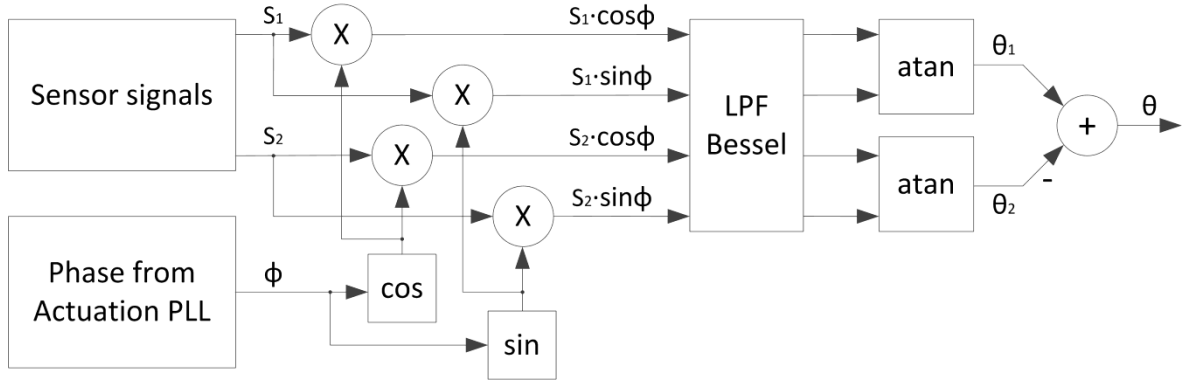 S₁
X
S₁·cosϕ
Sensor signals
X
S₁·sinϕ
LPF
Bessel
atan
θ₁
+
θ
S₂
X
S₂·cosϕ
atan
-
θ₂
X
S₂·sinϕ
Phase from
Actuation PLL
ϕ
cos
sin